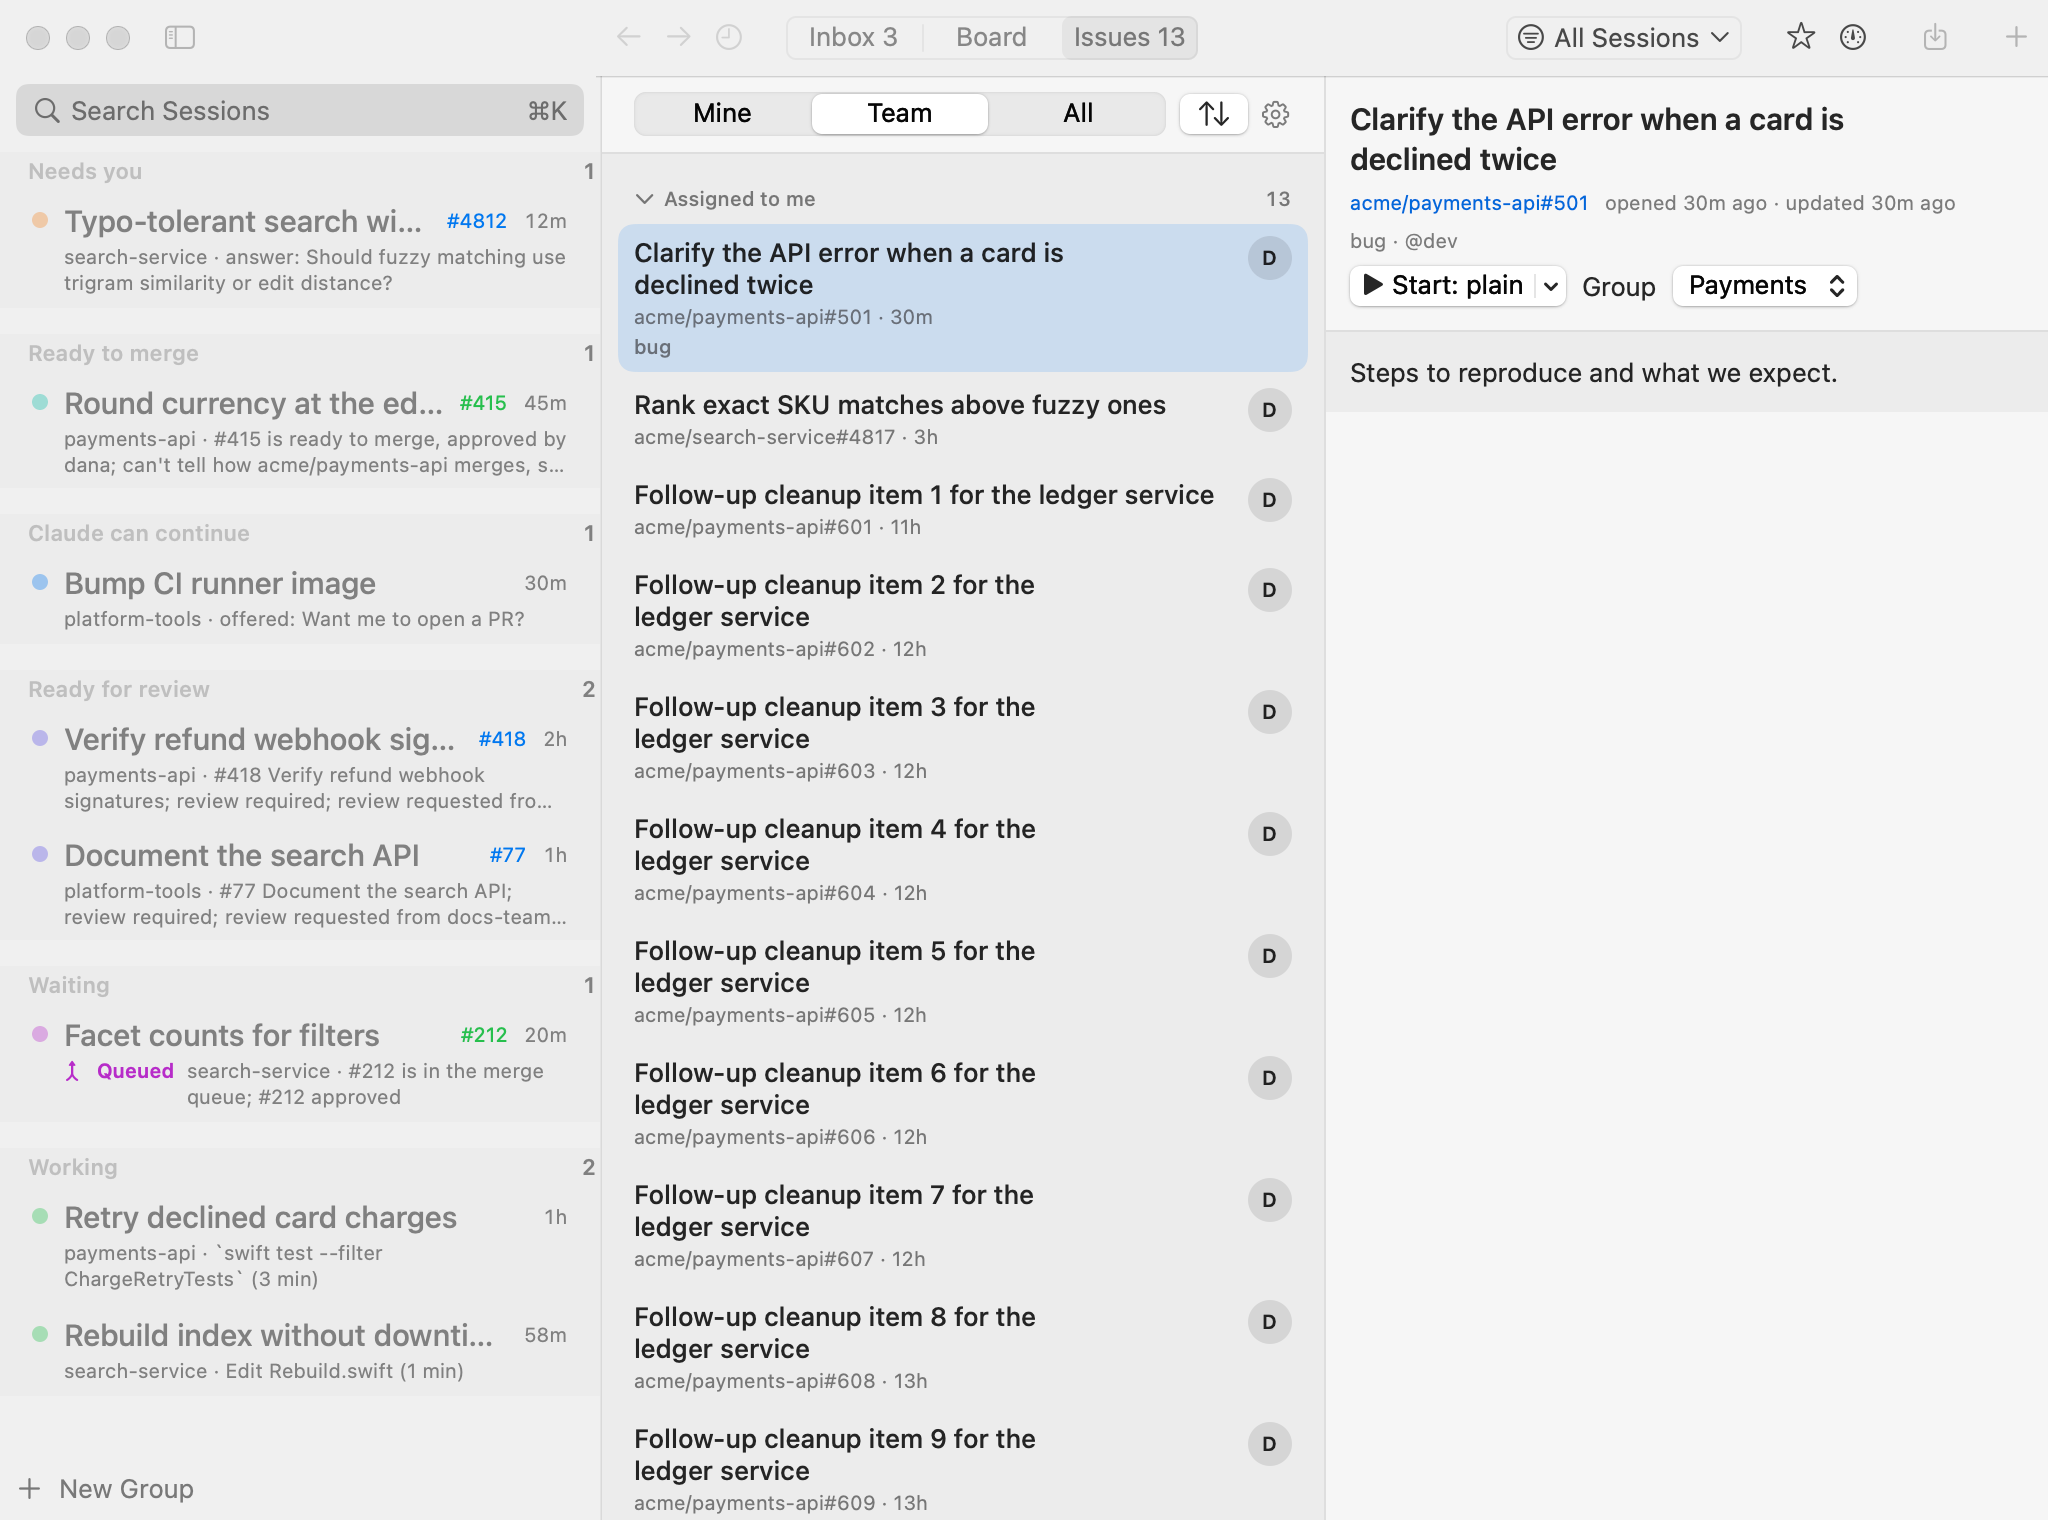 Inbox 3
Board
Issues 13
All Sessions
Search Sessions ⌘K
Needs you 1
Typo-tolerant search wi... #4812 12m
search-service · answer: Should fuzzy matching use
trigram similarity or edit distance?
Ready to merge 1
Round currency at the ed... #415 45m
payments-api · #415 is ready to merge, approved by
dana; can't tell how acme/payments-api merges, s...
Claude can continue 1
Bump CI runner image 30m
platform-tools · offered: Want me to open a PR?
Ready for review 2
Verify refund webhook sig... #418 2h
payments-api · #418 Verify refund webhook
signatures; review required; review requested fro...
Document the search API #77 1h
platform-tools · #77 Document the search API;
review required; review requested from docs-team...
Waiting 1
Facet counts for filters #212 20m
Queued search-service · #212 is in the merge
queue; #212 approved
Working 2
Retry declined card charges 1h
payments-api · `swift test --filter
ChargeRetryTests` (3 min)
Rebuild index without downti... 58m
search-service · Edit Rebuild.swift (1 min)
New Group
Mine
Team
All
Assigned to me 13
Clarify the API error when a card is
declined twice
D
acme/payments-api#501 · 30m
bug
Rank exact SKU matches above fuzzy ones
D
acme/search-service#4817 · 3h
Follow-up cleanup item 1 for the ledger service
D
acme/payments-api#601 · 11h
Follow-up cleanup item 2 for the
ledger service
D
acme/payments-api#602 · 12h
Follow-up cleanup item 3 for the
ledger service
D
acme/payments-api#603 · 12h
Follow-up cleanup item 4 for the
ledger service
D
acme/payments-api#604 · 12h
Follow-up cleanup item 5 for the
ledger service
D
acme/payments-api#605 · 12h
Follow-up cleanup item 6 for the
ledger service
D
acme/payments-api#606 · 12h
Follow-up cleanup item 7 for the
ledger service
D
acme/payments-api#607 · 12h
Follow-up cleanup item 8 for the
ledger service
D
acme/payments-api#608 · 13h
Follow-up cleanup item 9 for the
ledger service
D
acme/payments-api#609 · 13h
Clarify the API error when a card is
declined twice
acme/payments-api#501 opened 30m ago · updated 30m ago
bug · @dev
Start: plain Group Payments
Steps to reproduce and what we expect.